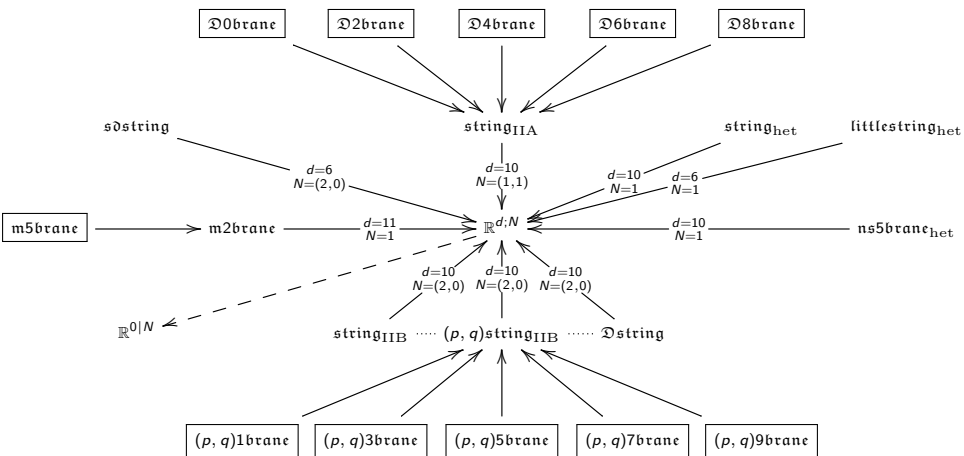 𝔇0𝔟𝔯𝔞𝔫𝔢 𝔇2𝔟𝔯𝔞𝔫𝔢 𝔇4𝔟𝔯𝔞𝔫𝔢 𝔇6𝔟𝔯𝔞𝔫𝔢 𝔇8𝔟𝔯𝔞𝔫𝔢
𝔰𝔡𝔰𝔱𝔯𝔦𝔫𝔤 𝔰𝔱𝔯𝔦𝔫𝔤_IIA 𝔰𝔱𝔯𝔦𝔫𝔤_het 𝔩𝔦𝔱𝔱𝔩𝔢𝔰𝔱𝔯𝔦𝔫𝔤_het
d=6 d=10 d=10 d=6
N=(2,0) N=(1,1) N=1 N=1
𝔪5𝔟𝔯𝔞𝔫𝔢 𝔪2𝔟𝔯𝔞𝔫𝔢 d=11 ℝ^{d;N} d=10 𝔫𝔰5𝔟𝔯𝔞𝔫𝔢_het
N=1 N=1
d=10 d=10 d=10
N=(2,0) N=(2,0) N=(2,0)
ℝ^{0|N} 𝔰𝔱𝔯𝔦𝔫𝔤_IIB ..... (p, q)𝔰𝔱𝔯𝔦𝔫𝔤_IIB ...... 𝔇𝔰𝔱𝔯𝔦𝔫𝔤
(p, q)1𝔟𝔯𝔞𝔫𝔢 (p, q)3𝔟𝔯𝔞𝔫𝔢 (p, q)5𝔟𝔯𝔞𝔫𝔢 (p, q)7𝔟𝔯𝔞𝔫𝔢 (p, q)9𝔟𝔯𝔞𝔫𝔢